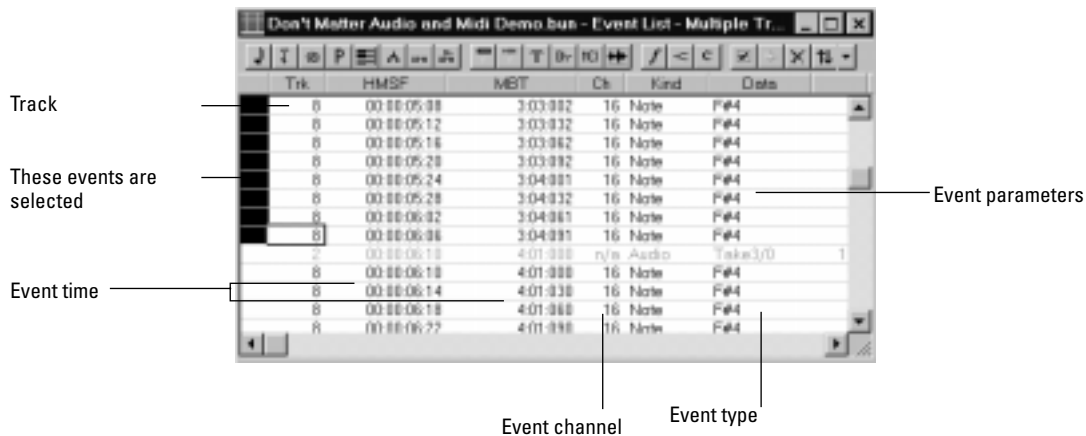 Don't Matter Audio and Midi Demo.bun - Event List - Multiple Tr...
Trk HMSF MBT Ch Kind Data
8 00:00:05:08 3:03:002 16 Note F#4
8 00:00:05:12 3:03:032 16 Note F#4
8 00:00:05:16 3:03:062 16 Note F#4
8 00:00:05:20 3:03:092 16 Note F#4
8 00:00:05:24 3:04:001 16 Note F#4
8 00:00:05:28 3:04:032 16 Note F#4
8 00:00:06:02 3:04:061 16 Note F#4
8 00:00:06:06 3:04:091 16 Note F#4
2 00:00:06:10 4:01:000 n/a Audio Take3/0 1
8 00:00:06:10 4:01:000 16 Note F#4
8 00:00:06:14 4:01:030 16 Note F#4
8 00:00:06:18 4:01:060 16 Note F#4
8 00:00:06:22 4:01:090 16 Note F#4
Track
These events are
selected
Event time
Event parameters
Event channel
Event type